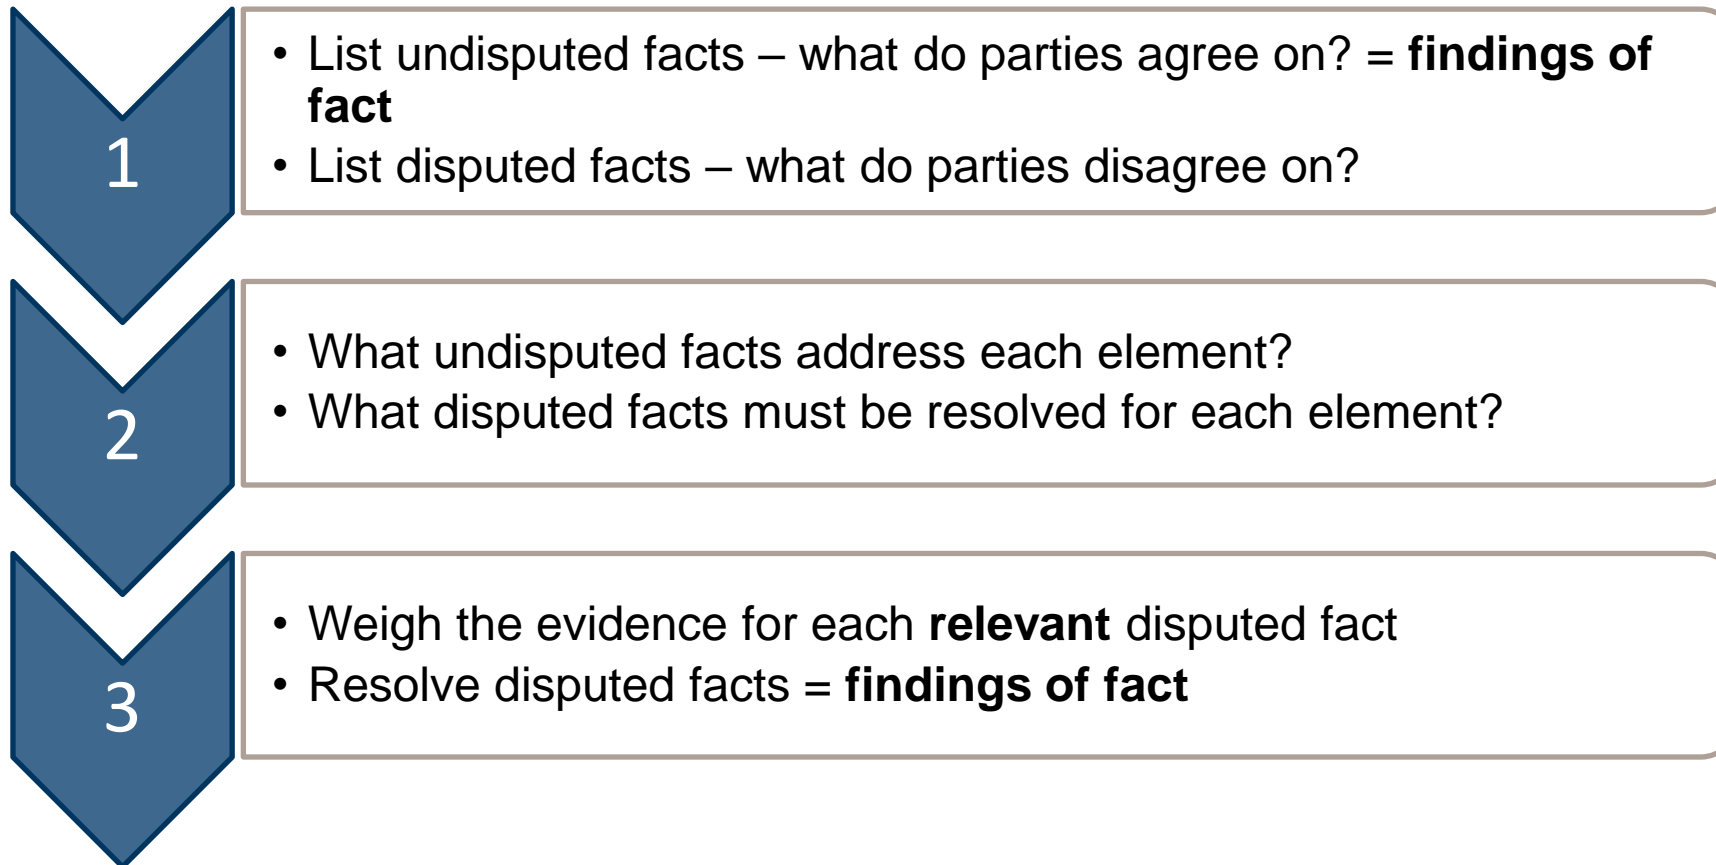 1
• List undisputed facts – what do parties agree on? = findings of
fact
• List disputed facts – what do parties disagree on?
2
• What undisputed facts address each element?
• What disputed facts must be resolved for each element?
3
• Weigh the evidence for each relevant disputed fact
• Resolve disputed facts = findings of fact